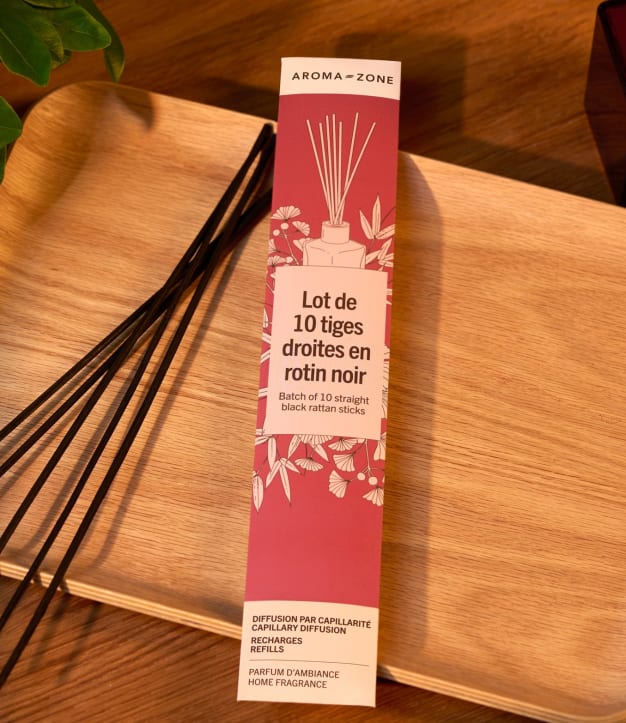 AROMA ZONE
Lot de
10 tiges
droites en
rotin noir
Batch of 10 straight
black rattan sticks
DIFFUSION PAR CAPILLARITÉ
CAPILLARY DIFFUSION
RECHARGES
REFILLS
PARFUM D'AMBIANCE
HOME FRAGRANCE